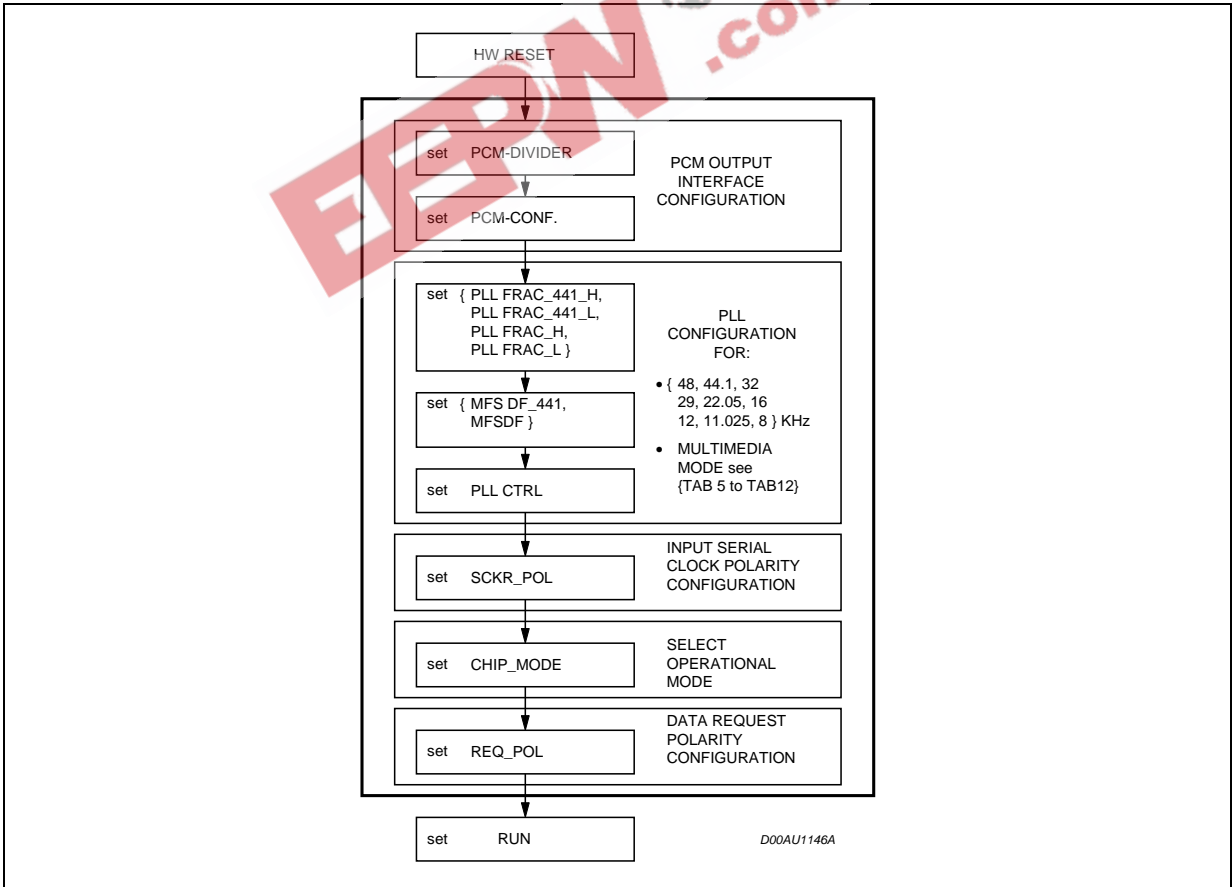 HW RESET
set PCM-DIVIDER
PCM OUTPUT
INTERFACE
CONFIGURATION
set PCM-CONF.
set { PLL FRAC_441_H,
PLL FRAC_441_L,
PLL FRAC_H,
PLL FRAC_L }
PLL
CONFIGURATION
FOR:
• { 48, 44.1, 32
29, 22.05, 16
12, 11.025, 8 } KHz
set { MFS DF_441,
MFSDF }
• MULTIMEDIA
MODE see
{TAB 5 to TAB12}
set PLL CTRL
INPUT SERIAL
CLOCK POLARITY
CONFIGURATION
set SCKR_POL
SELECT
OPERATIONAL
MODE
set CHIP_MODE
DATA REQUEST
POLARITY
CONFIGURATION
set REQ_POL
set RUN
D00AU1146A
EEPW .com